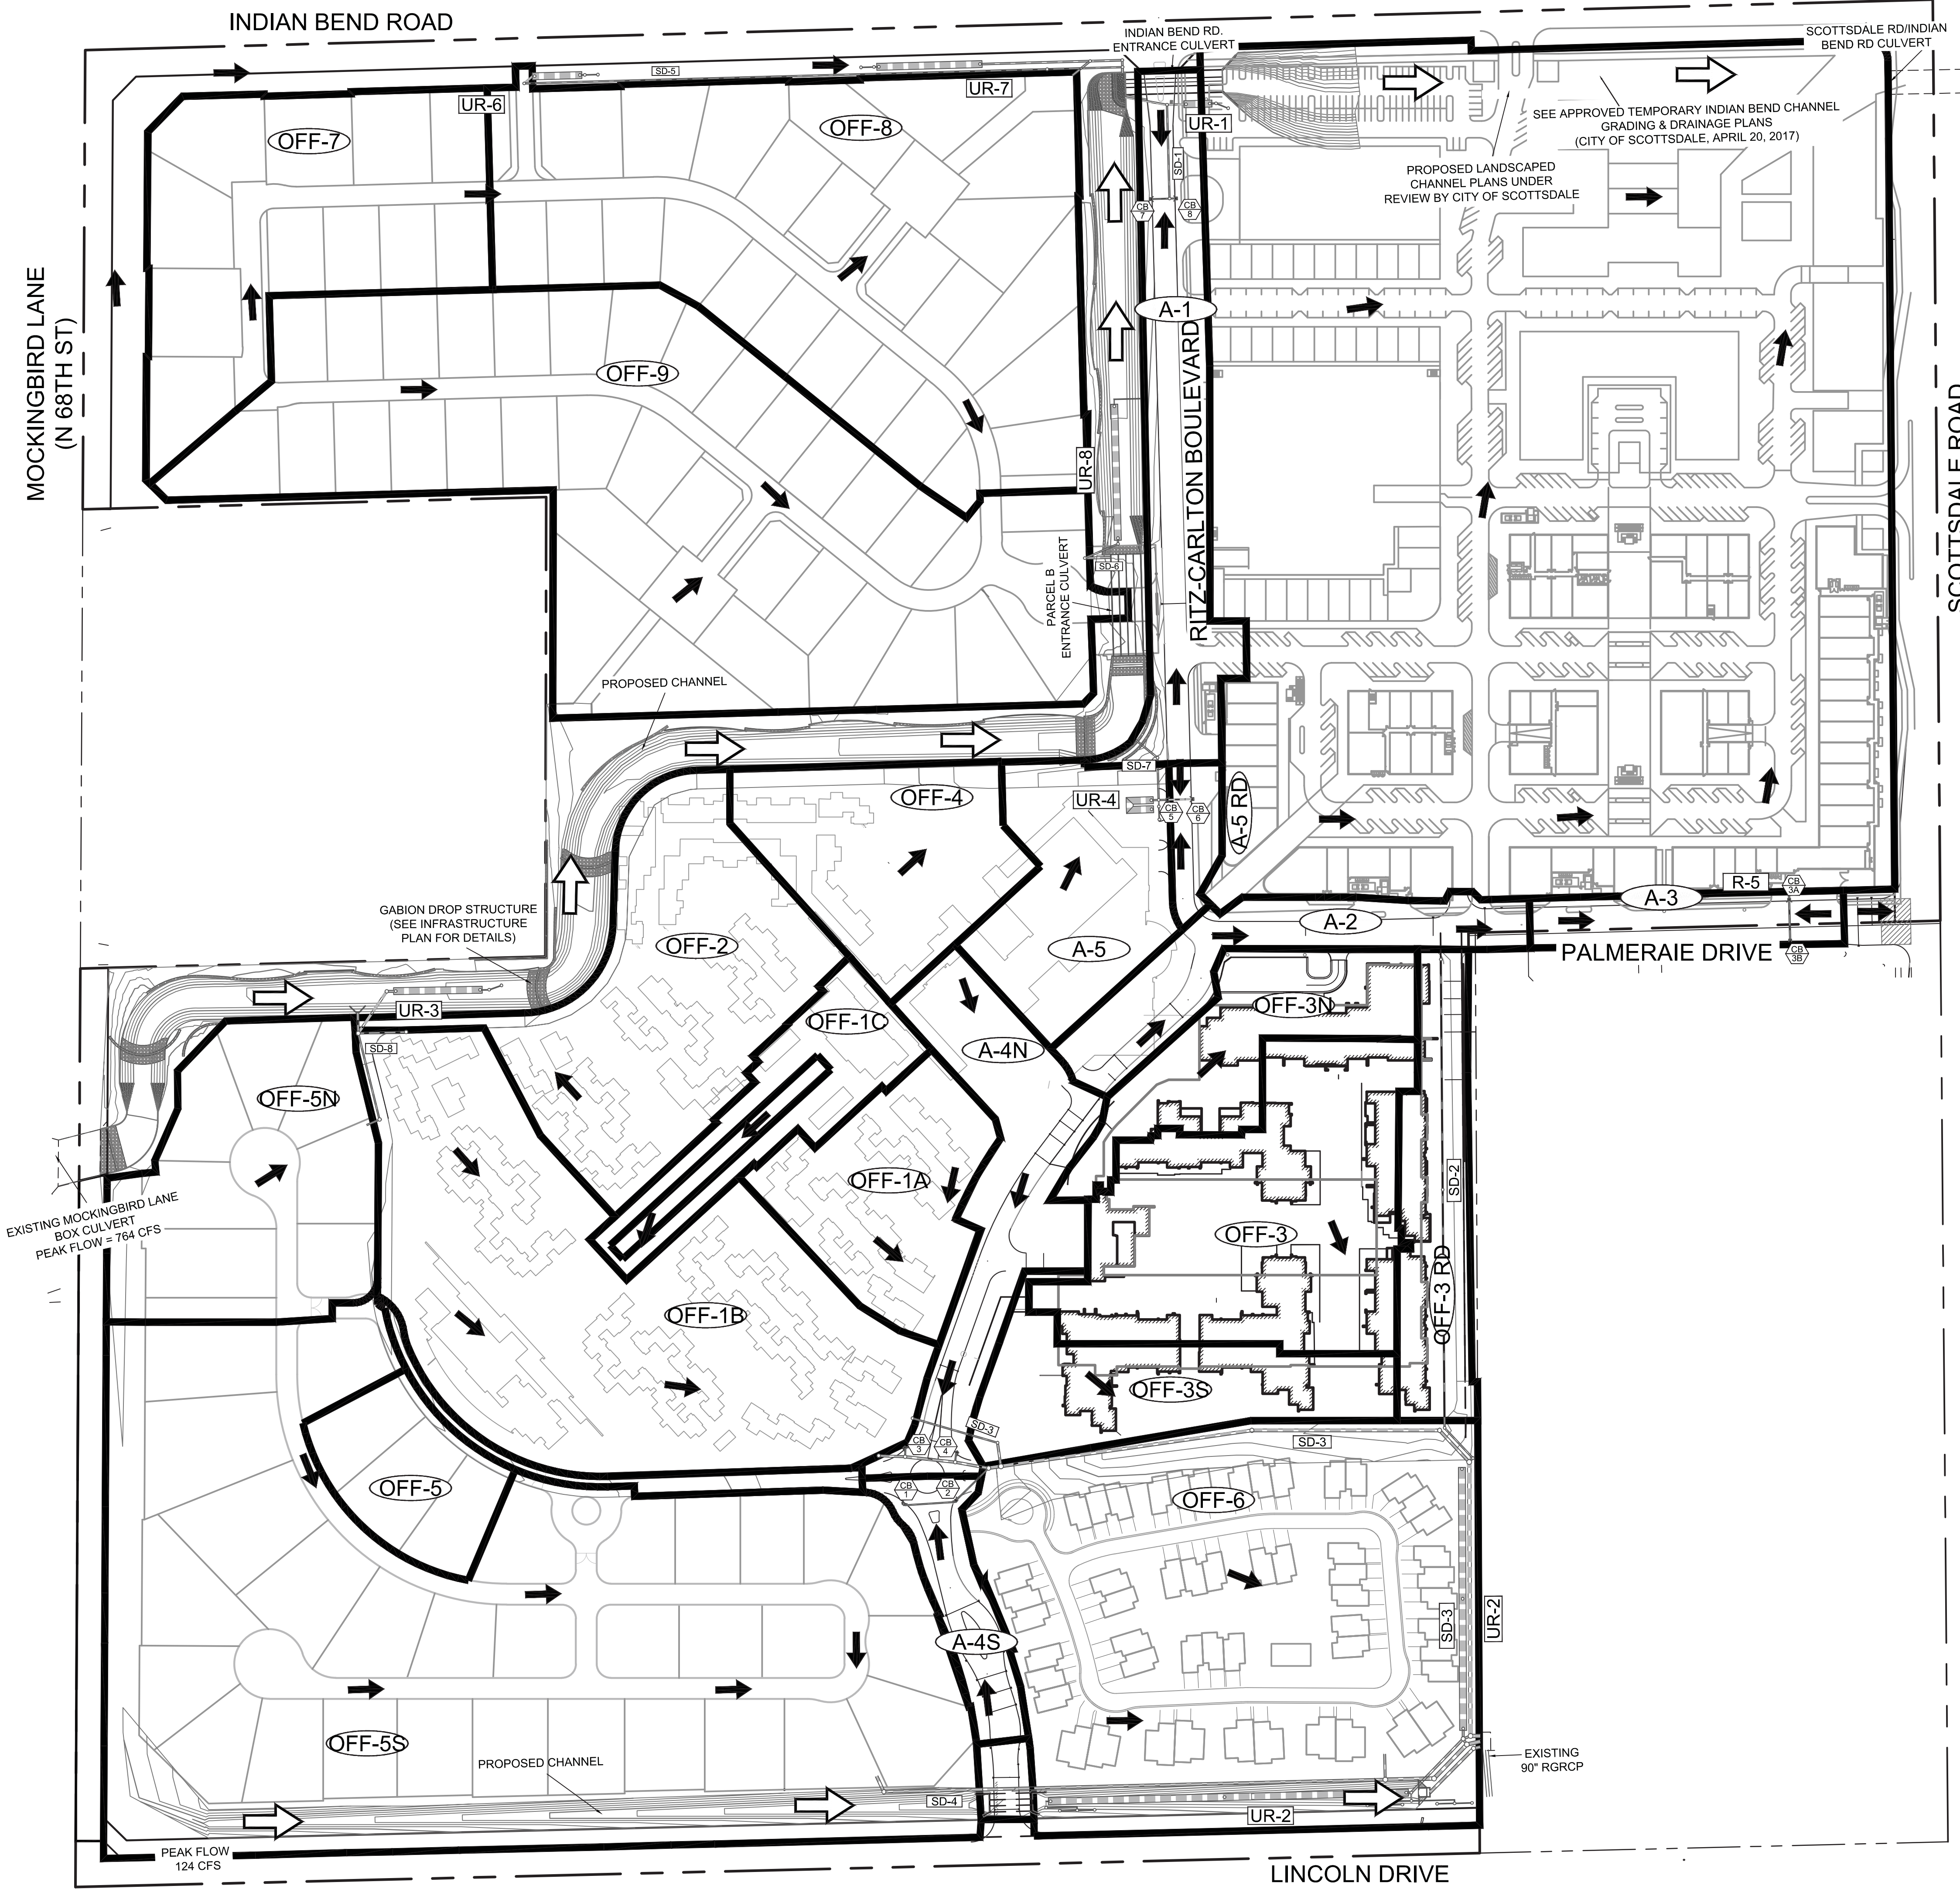 INDIAN BEND ROAD
INDIAN BEND RD.
ENTRANCE CULVERT
SCOTTSDALE RD/INDIAN
BEND RD CULVERT
SD-5
UR-6
UR-7
OFF-7
OFF-8
UR-1
SD-1
SEE APPROVED TEMPORARY INDIAN BEND CHANNEL
GRADING & DRAINAGE PLANS
(CITY OF SCOTTSDALE, APRIL 20, 2017)
PROPOSED LANDSCAPED
CHANNEL PLANS UNDER
REVIEW BY CITY OF SCOTTSDALE
CB
7
CB
8
MOCKINGBIRD LANE
(N 68TH ST)
A-1
OFF-9
RITZ-CARLTON BOULEVARD
SCOTTSDALE ROAD
UR-8
SD-6
PARCEL B
ENTRANCE CULVERT
PROPOSED CHANNEL
SD-7
OFF-4
UR-4
CB
5
CB
6
A-5 RD
R-5
CB
3A
A-3
A-2
GABION DROP STRUCTURE
(SEE INFRASTRUCTURE
PLAN FOR DETAILS)
OFF-2
A-5
PALMERAIE DRIVE
CB
3B
UR-3
OFF-3N
OFF-1C
SD-8
A-4N
OFF-5N
SD-2
OFF-1A
EXISTING MOCKINGBIRD LANE
BOX CULVERT
PEAK FLOW = 764 CFS
OFF-3
OFF-3 RD
OFF-1B
OFF-3S
SD-3
CB
3
CB
4
SD-3
OFF-5
CB
1
CB
2
OFF-6
SD-3
UR-2
A-4S
OFF-5S
PROPOSED CHANNEL
EXISTING
90" RGRCP
SD-4
UR-2
PEAK FLOW
124 CFS
LINCOLN DRIVE